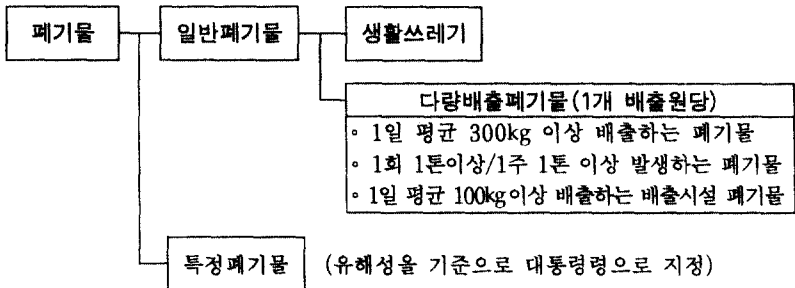 폐기물 일반폐기물 생활쓰레기
다량배출폐기물(1개 배출원당)
◦ 1일 평균 300kg 이상 배출하는 폐기물
◦ 1회 1톤이상/1주 1톤 이상 발생하는 폐기물
◦ 1일 평균 100kg이상 배출하는 배출시설 폐기물
특정폐기물 (유해성을 기준으로 대통령령으로 지정)